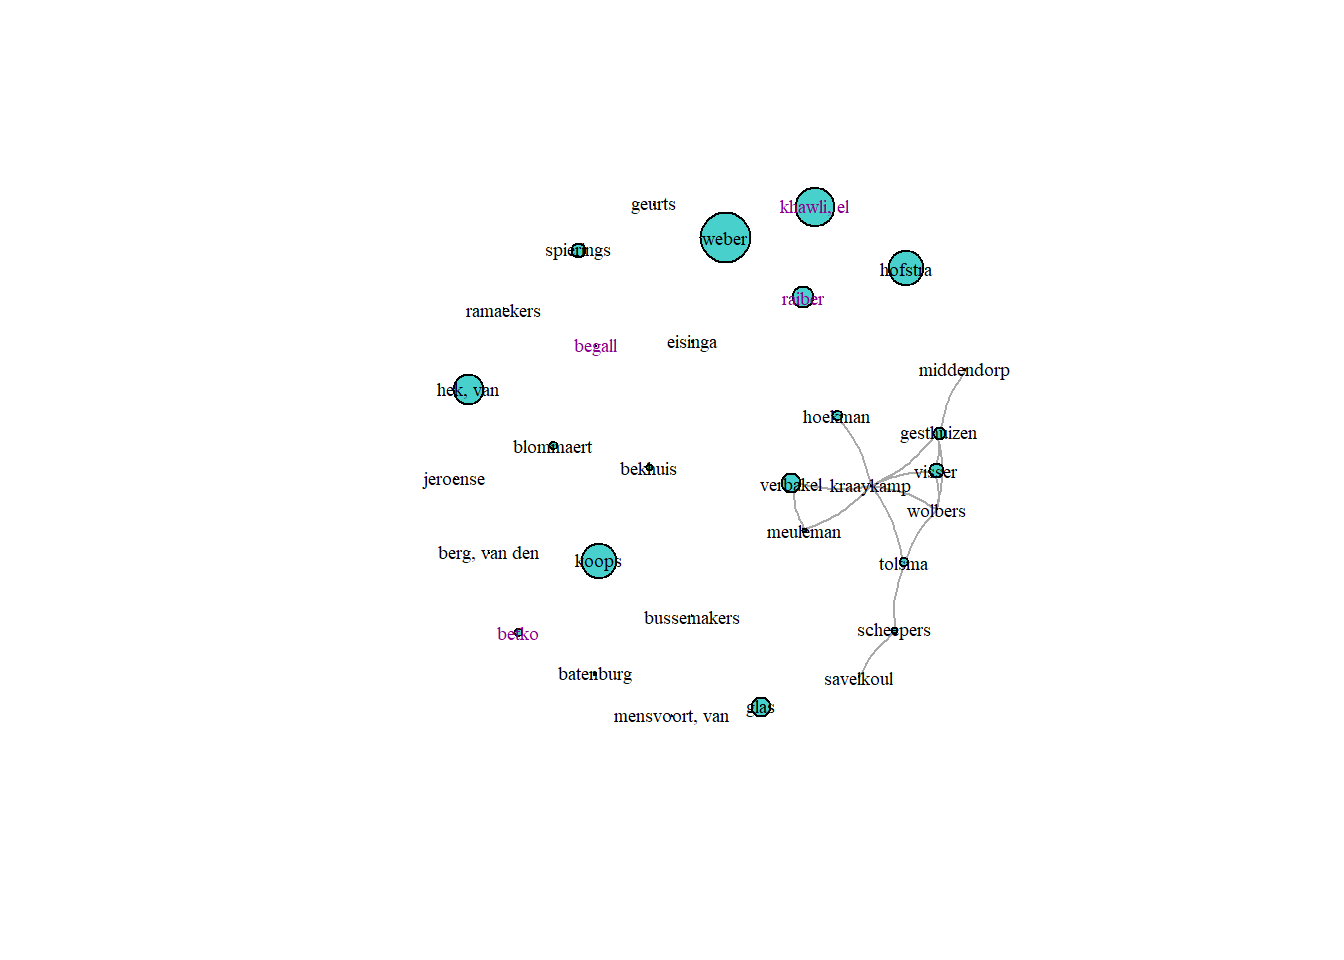 geurts
khawli, el
weber
spierings
hofstra
raiber
ramaekers
eisinga
begall
middendorp
hek, van
hoekman
gesthuizen
blommaert
bekhuis
visser
jeroense
verbakel
kraaykamp
wolbers
meuleman
berg, van den
koops
tolsma
bussemakers
scheepers
betko
batenburg
savelkoul
glas
mensvoort, van